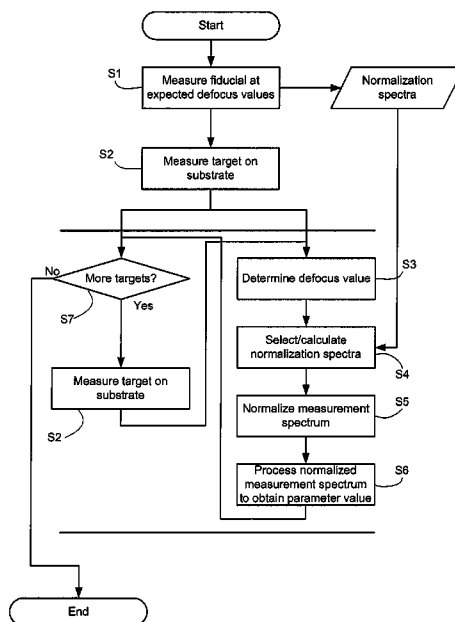 Start
S1
Measure fiducial at
expected defocus values
Normalization
spectra
S2
Measure target on
substrate
No
More targets?
S7
Yes
Determine defocus value
S3
Select/calculate
normalization spectra
S4
Measure target on
substrate
S2
Normalize measurement
spectrum
S5
Process normalized
measurement spectrum
to obtain parameter value
S6
End